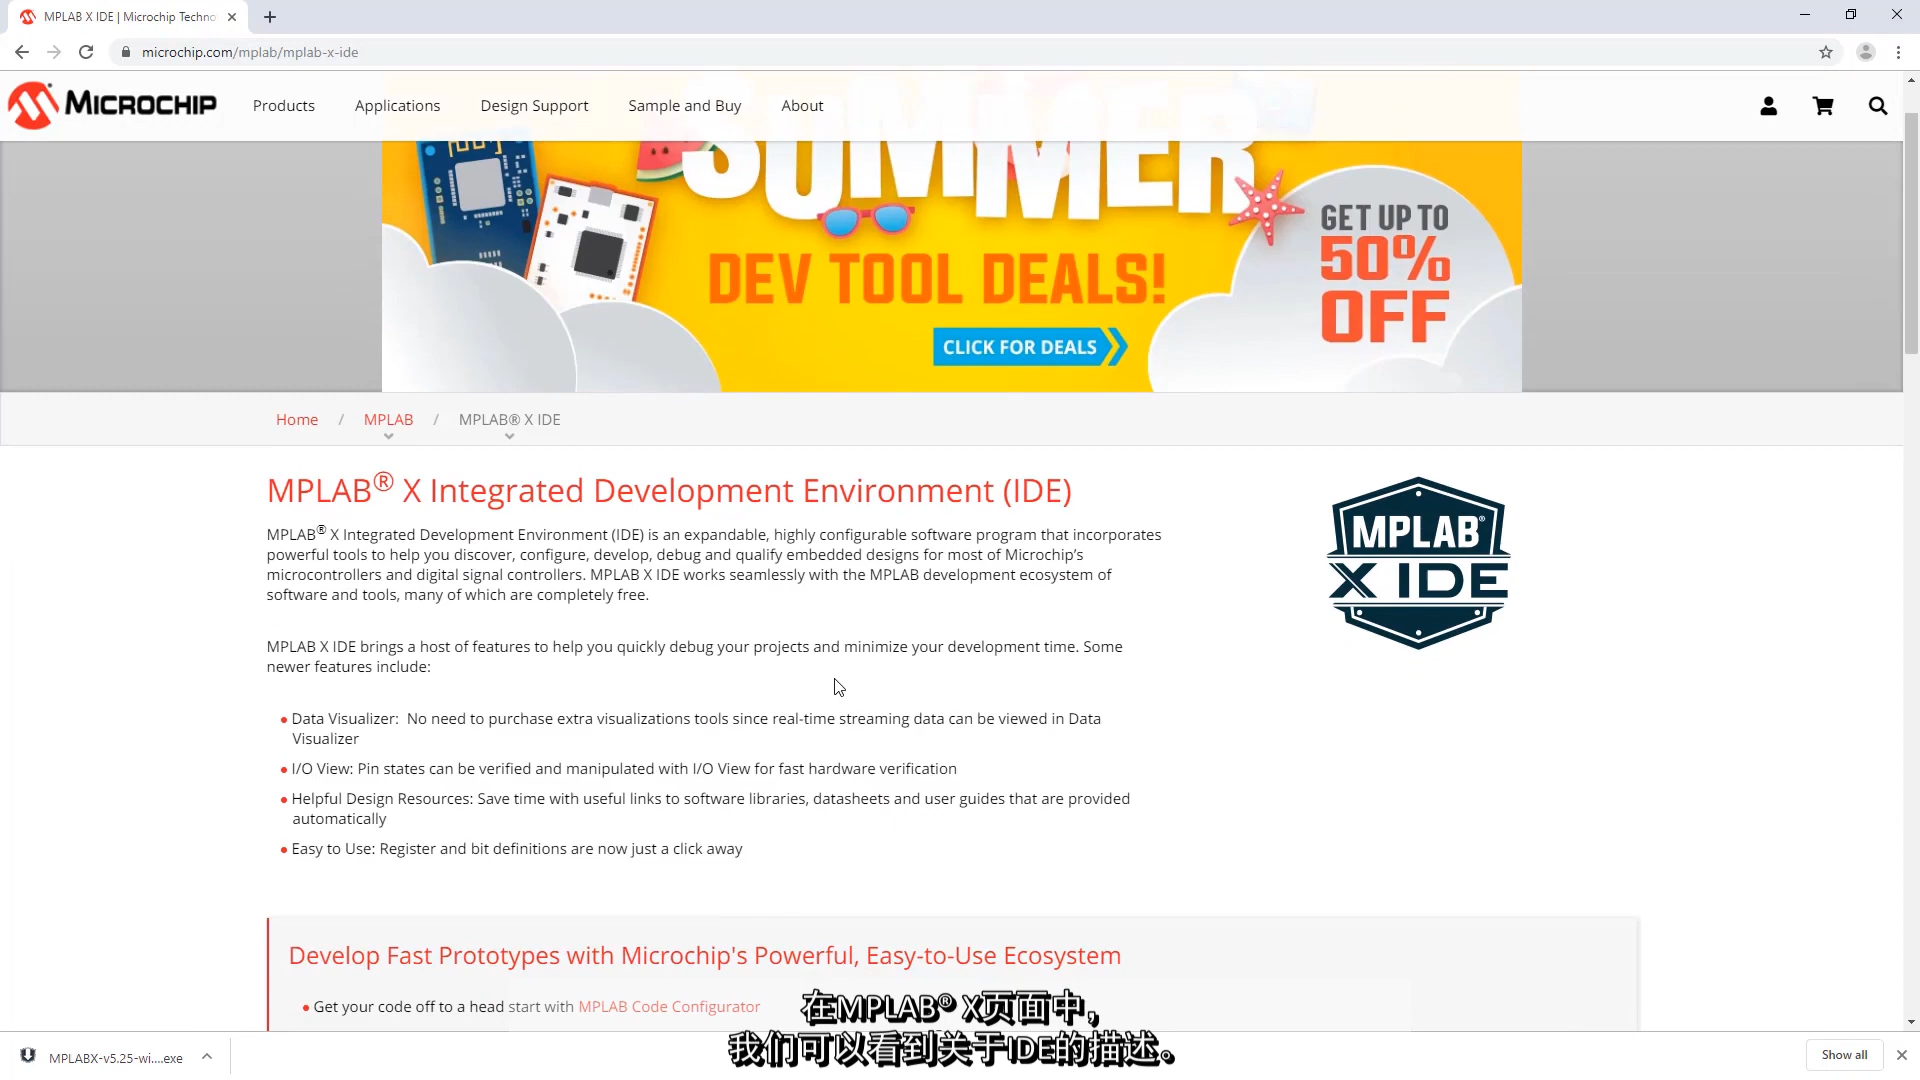 MPLAB X IDE | Microchip Techno
microchip.com/mplab/mplab-x-ide
MICROCHIP
Products
Applications
Design Support
Sample and Buy
About
SUMMER
DEV TOOL DEALS!
CLICK FOR DEALS
GET UP TO
50%
OFF
Home / MPLAB / MPLAB® X IDE
MPLAB® X Integrated Development Environment (IDE)
MPLAB® X Integrated Development Environment (IDE) is an expandable, highly configurable software program that incorporates
powerful tools to help you discover, configure, develop, debug and qualify embedded designs for most of Microchip's
microcontrollers and digital signal controllers. MPLAB X IDE works seamlessly with the MPLAB development ecosystem of
software and tools, many of which are completely free.
MPLAB®
X IDE
MPLAB X IDE brings a host of features to help you quickly debug your projects and minimize your development time. Some
newer features include:
• Data Visualizer: No need to purchase extra visualizations tools since real-time streaming data can be viewed in Data
Visualizer
• I/O View: Pin states can be verified and manipulated with I/O View for fast hardware verification
• Helpful Design Resources: Save time with useful links to software libraries, datasheets and user guides that are provided
automatically
• Easy to Use: Register and bit definitions are now just a click away
Develop Fast Prototypes with Microchip's Powerful, Easy-to-Use Ecosystem
• Get your code off to a head start with MPLAB Code Configurator
在MPLAB® X页面中,
我们可以看到关于IDE的描述。
MPLABX-v5.25-wi....exe
Show all